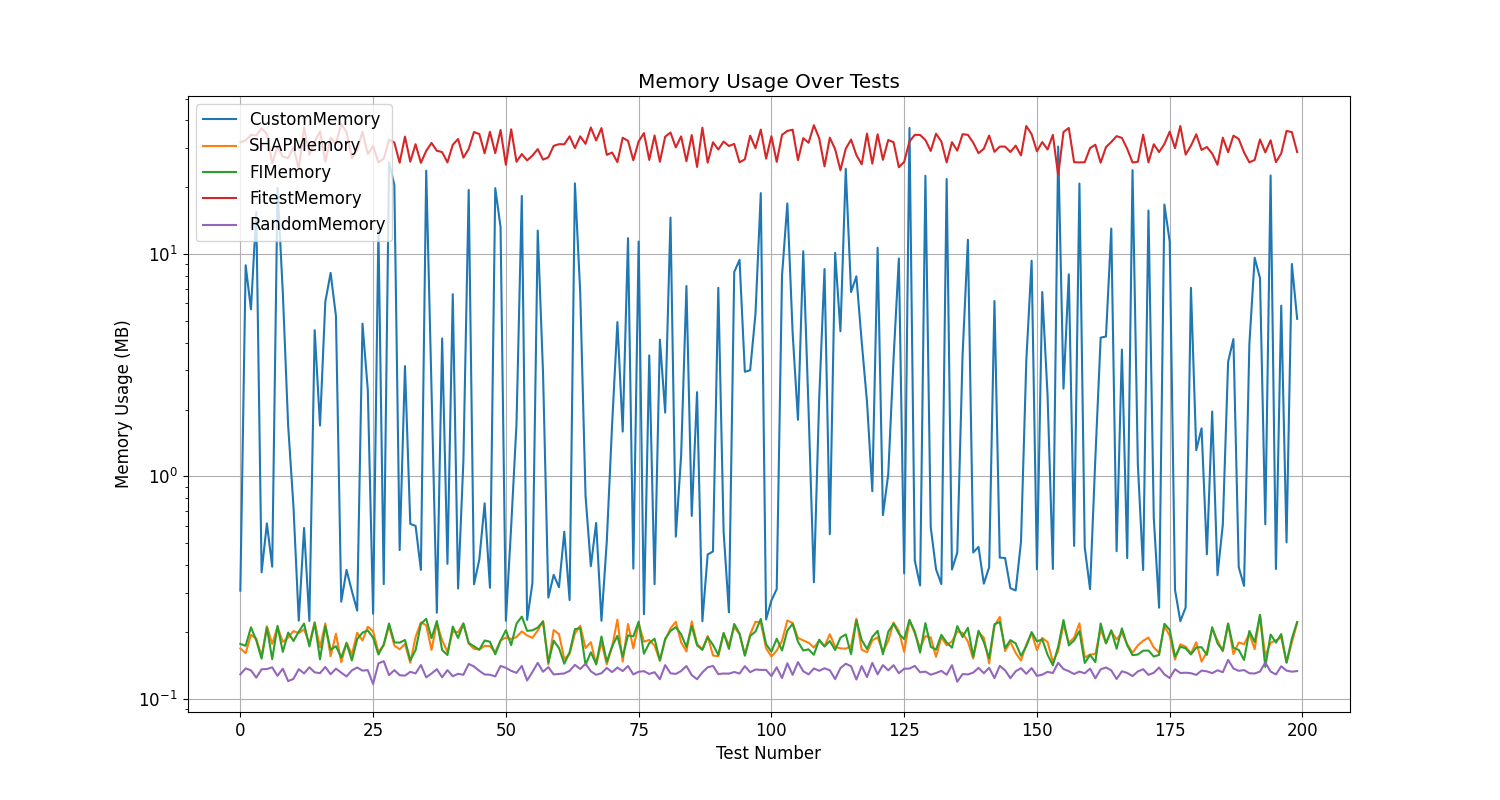 Memory Usage Over Tests
CustomMemory
SHAPMemory
FIMemory
FitestMemory
RandomMemory
Memory Usage (MB)
10¹
10⁰
10⁻¹
0 25 50 75 100 125 150 175 200
Test Number